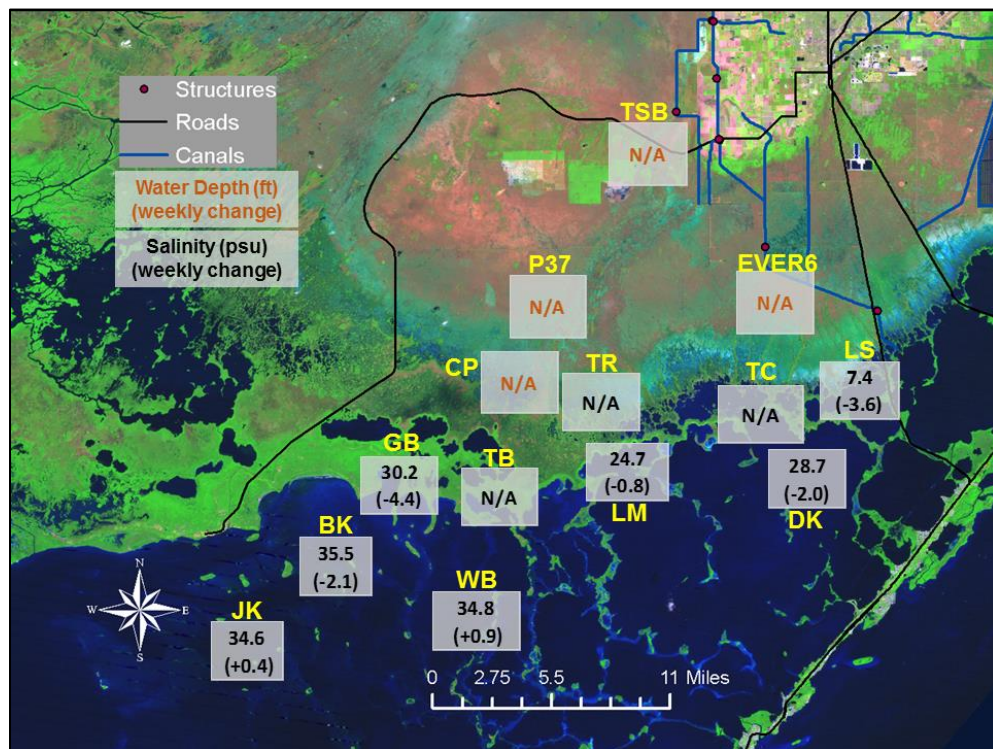 Structures
Roads
Canals
Water Depth (ft)
(weekly change)
Salinity (psu)
(weekly change)
TSB
N/A
P37
N/A
EVER6
N/A
CP
N/A
TR
N/A
TC
N/A
LS
7.4
(-3.6)
GB
30.2
(-4.4)
TB
N/A
24.7
(-0.8)
LM
28.7
(-2.0)
DK
BK
35.5
(-2.1)
WB
34.8
(+0.9)
JK
34.6
(+0.4)
N
W
E
S
0 2.75 5.5 11 Miles